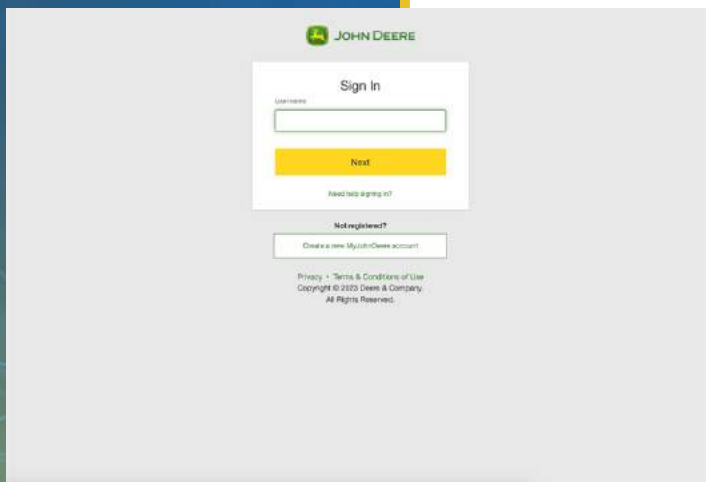 JOHN DEERE
Sign In
Username
Next
Need help signing in?
Not registered?
Create a new MyJohnDeere account
Privacy • Terms & Conditions of Use
Copyright © 2023 Deere & Company.
All Rights Reserved.